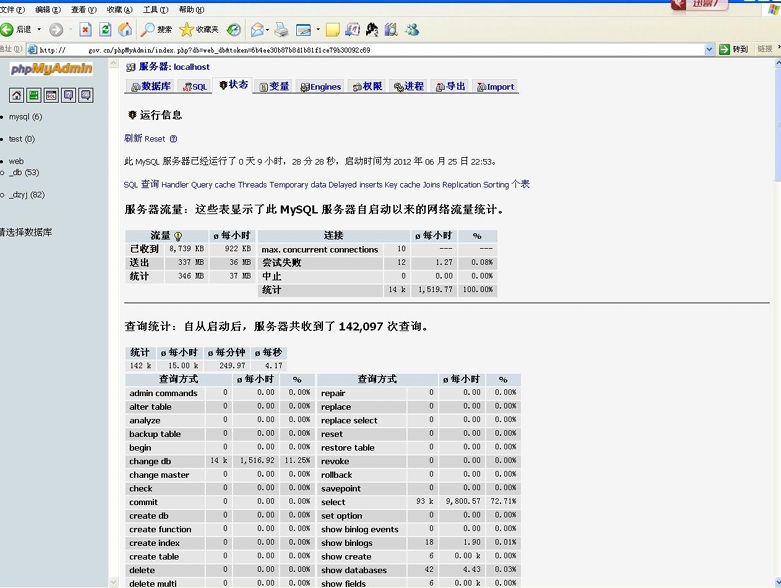 文件(F) 编辑(E) 查看(V) 收藏(A) 工具(T) 帮助(H)
后退 搜索 收藏夹
地址(D) http:// gov.cn/phpMyAdmin/index.php?db=web_db&token=6b4ee30b87b8d1b81f1ce79b30092c69 转到 链接
phpMyAdmin
mysql (6)
test (0)
web
_db (53)
_dzyj (82)
请选择数据库
服务器: localhost
数据库 SQL 状态 变量 Engines 权限 进程 导出 Import
运行信息
刷新 Reset
此 MySQL 服务器已经运行了 0 天 9 小时，28 分 28 秒，启动时间为 2012 年 06 月 25 日 22:53。
SQL 查询 Handler Query cache Threads Temporary data Delayed inserts Key cache Joins Replication Sorting 个表
服务器流量：这些表显示了此 MySQL 服务器自启动以来的网络流量统计。
流量 ø 每小时
已收到 8,739 KB 922 KB
送出 337 MB 36 MB
统计 346 MB 37 MB
连接 ø 每小时 %
max. concurrent connections 10 --- ---
尝试失败 12 1.27 0.08%
中止 0 0.00 0.00%
统计 14 k 1,519.77 100.00%
查询统计：自从启动后，服务器共收到了 142,097 次查询。
统计 ø 每小时 ø 每分钟 ø 每秒
142 k 15.00 k 249.97 4.17
查询方式 ø 每小时 %
admin commands 0 0.00 0.00%
alter table 0 0.00 0.00%
analyze 0 0.00 0.00%
backup table 0 0.00 0.00%
begin 0 0.00 0.00%
change db 14 k 1,516.92 11.25%
change master 0 0.00 0.00%
check 0 0.00 0.00%
commit 0 0.00 0.00%
create db 0 0.00 0.00%
create function 0 0.00 0.00%
create index 0 0.00 0.00%
create table 0 0.00 0.00%
delete 0 0.00 0.00%
delete multi 0 0.00 0.00%
查询方式 ø 每小时 %
repair 0 0.00 0.00%
replace 0 0.00 0.00%
replace select 0 0.00 0.00%
reset 0 0.00 0.00%
restore table 0 0.00 0.00%
revoke 0 0.00 0.00%
rollback 0 0.00 0.00%
savepoint 0 0.00 0.00%
select 93 k 9,800.57 72.71%
set option 0 0.00 0.00%
show binlog events 0 0.00 0.00%
show binlogs 18 1.90 0.01%
show create 6 0.00 k 0.00%
show databases 42 4.43 0.03%
show fields 6 0.00 k 0.00%